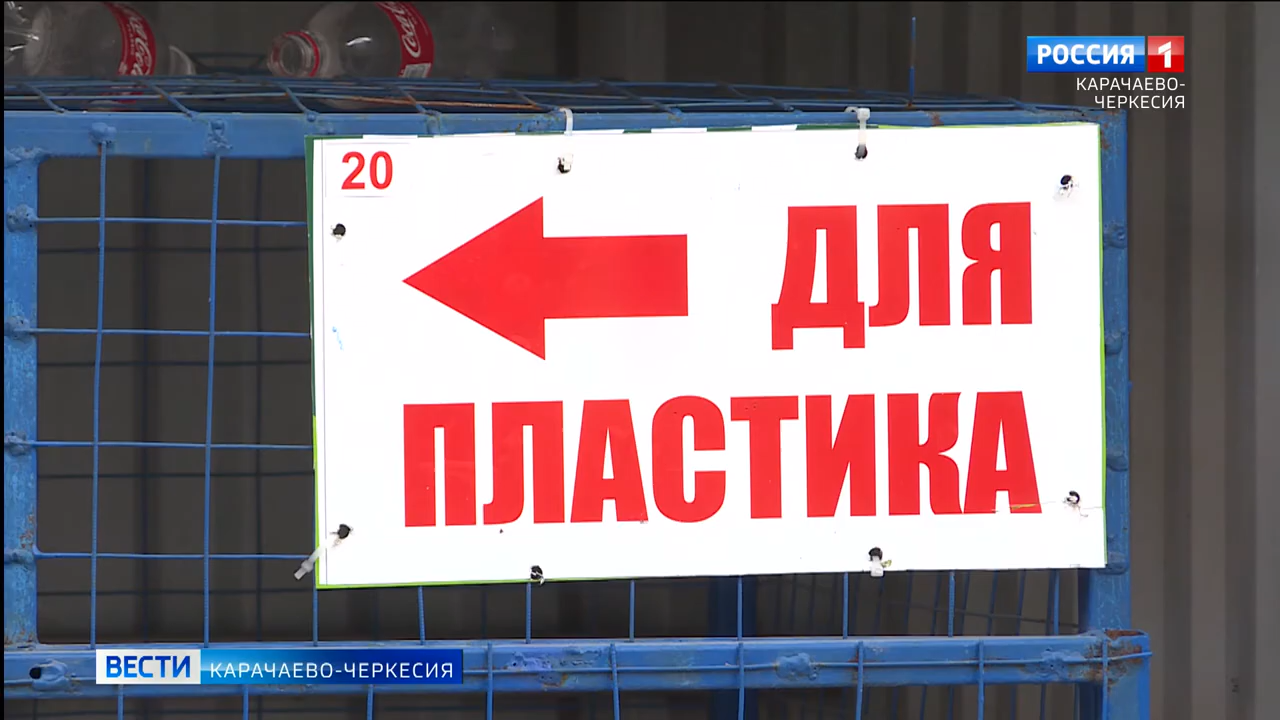 РОССИЯ 1
КАРАЧАЕВО-
ЧЕРКЕСИЯ
20
ДЛЯ
ПЛАСТИКА
ВЕСТИ КАРАЧАЕВО-ЧЕРКЕСИЯ